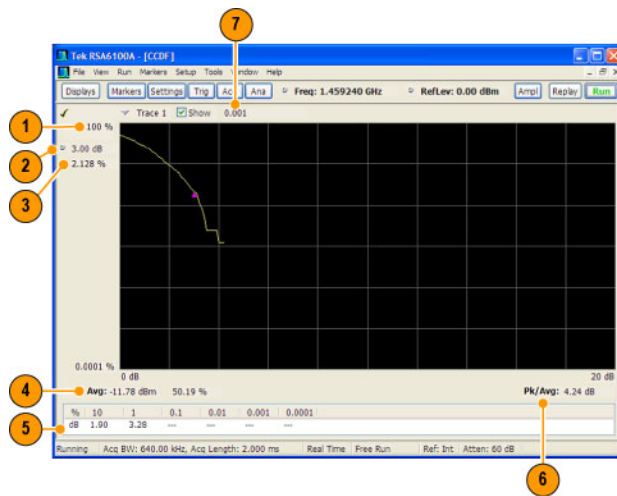 7
Tek RSA6100A - [CCDF]
File View Run Markers Setup Tools Window Help
Displays Markers Settings Trig Acq Ana Freq: 1.459240 GHz RefLev: 0.00 dBm Ampl Replay Run
Trace 1 Show 0.001
1 100 %
2 3.00 dB
3 2.128 %
0.0001 %
0 dB 20 dB
4 Avg: -11.78 dBm 50.19 % Pk/Avg: 4.24 dB
% 10 1 0.1 0.01 0.001 0.0001
5 dB 1.90 3.28 --- --- --- ---
Running Acq BW: 640.00 kHz, Acq Length: 2.000 ms Real Time Free Run Ref: Int Atten: 60 dB
6